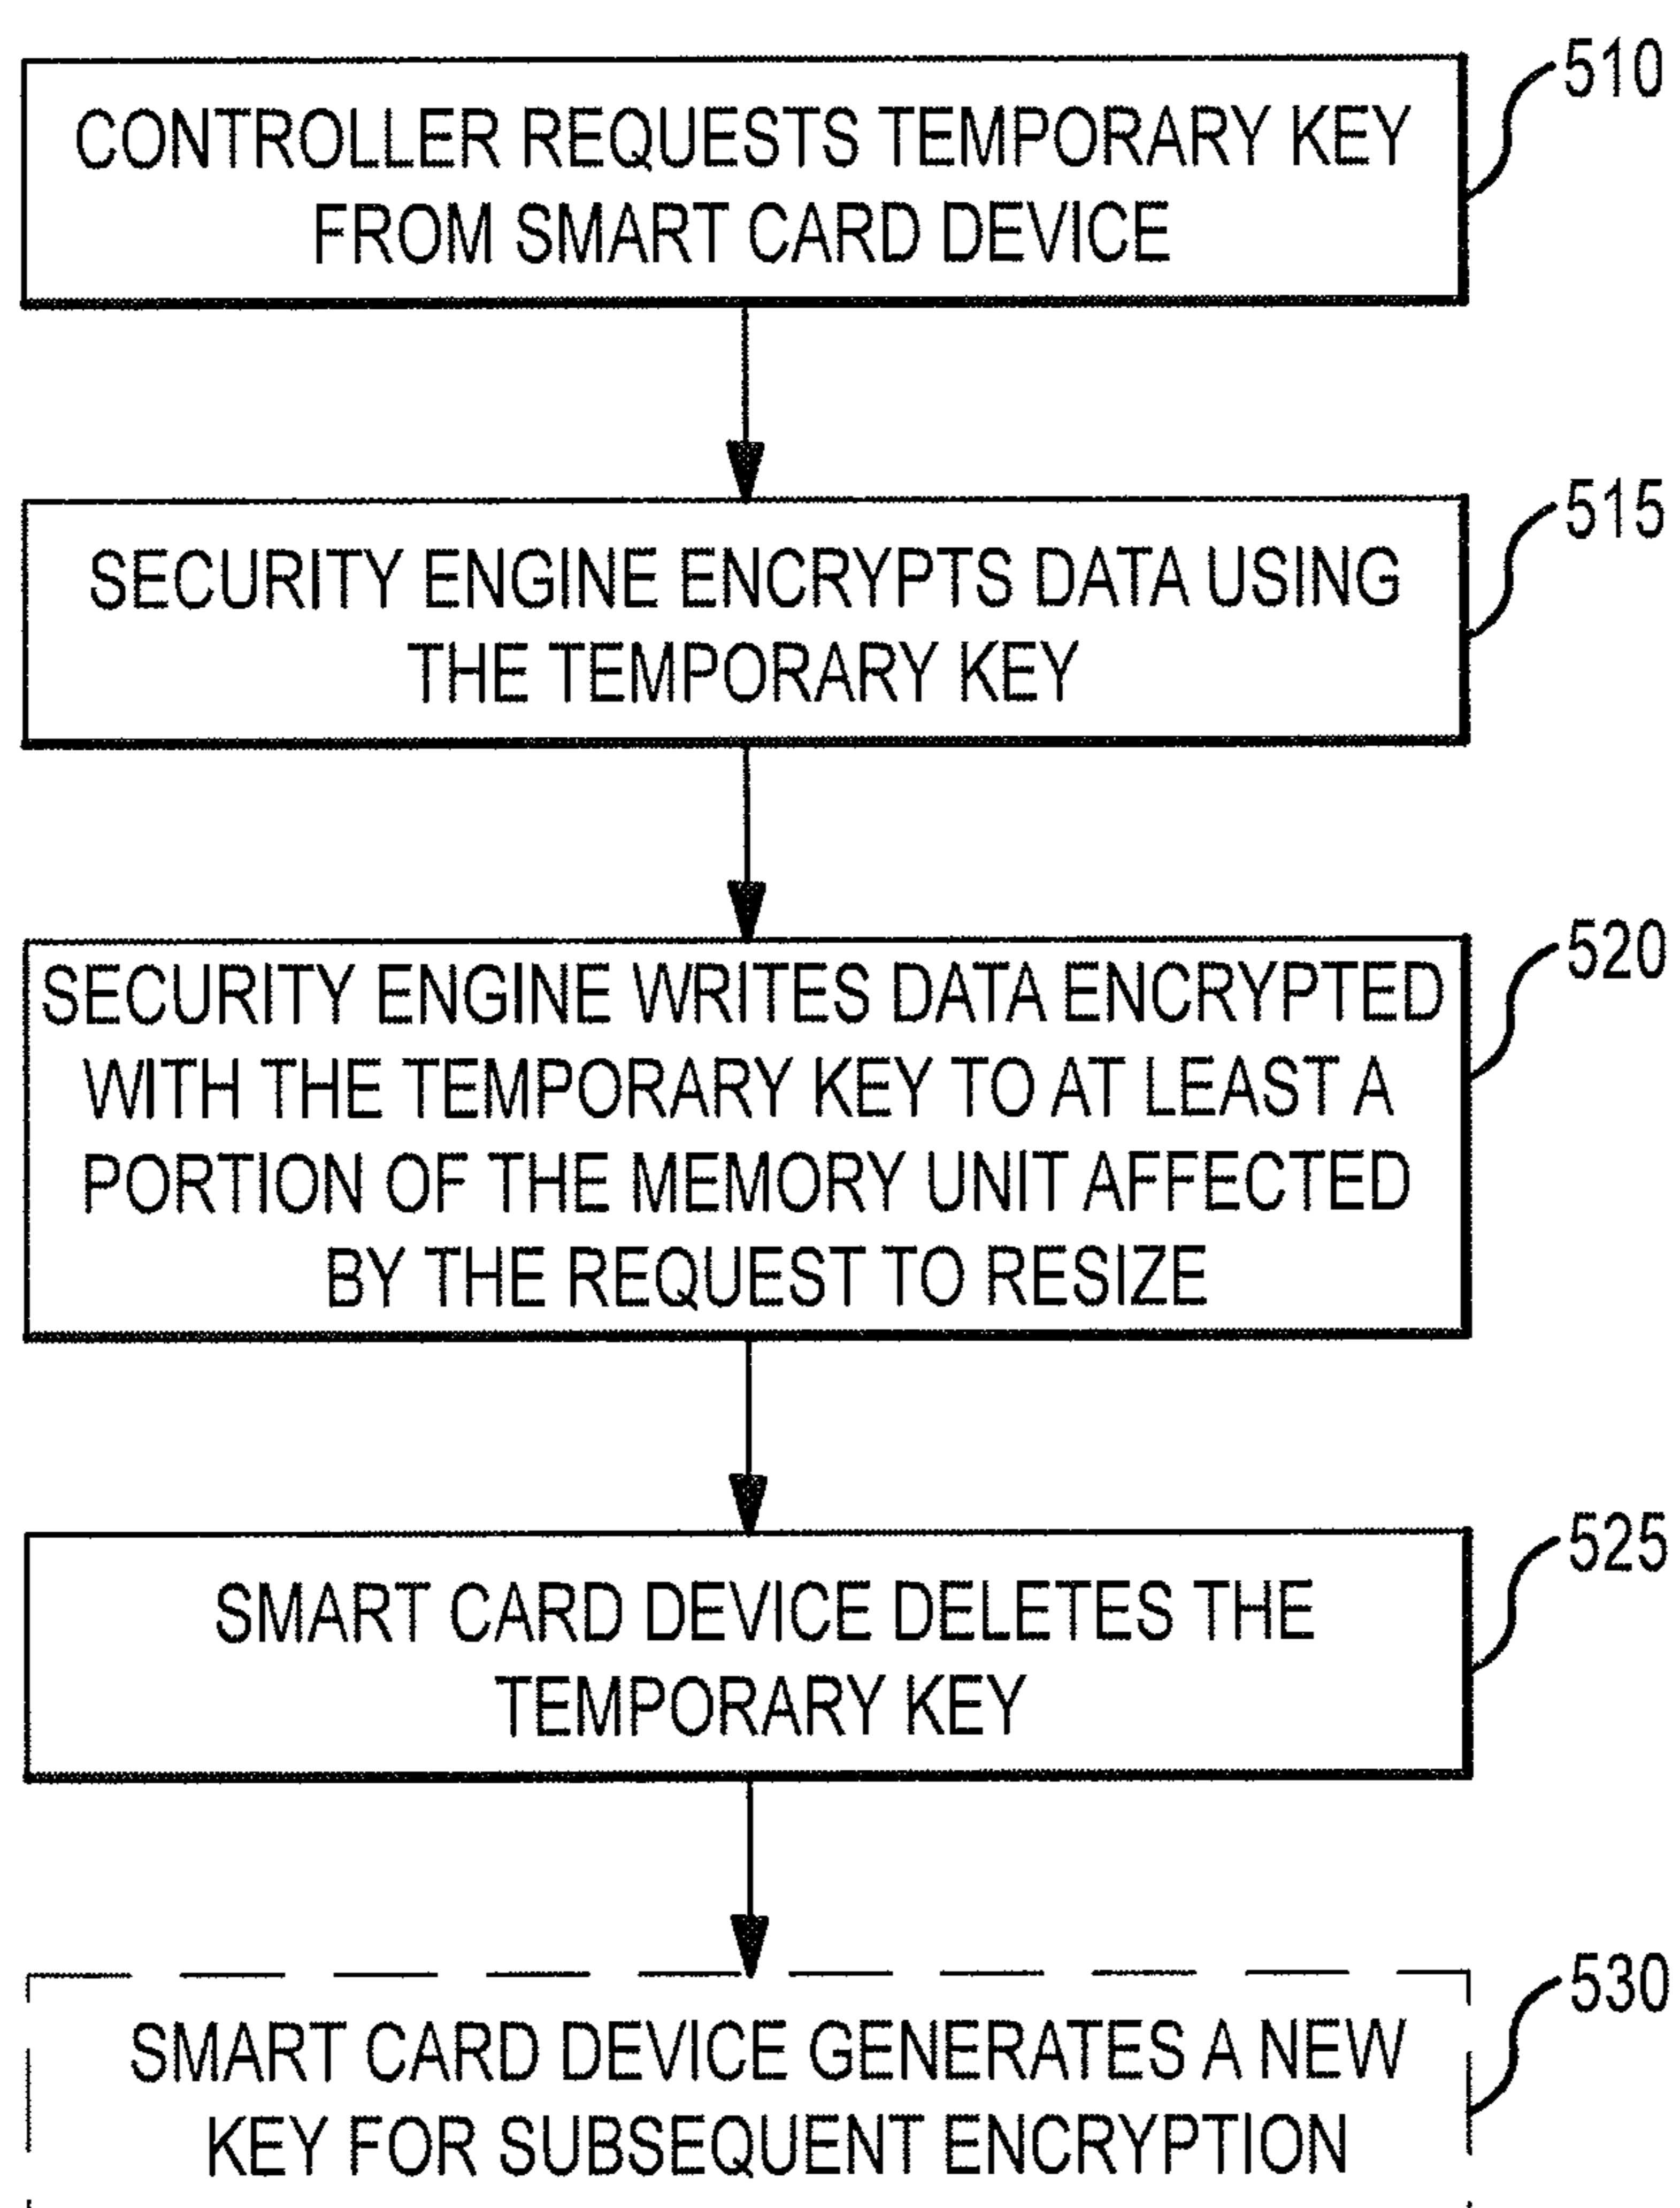 510
CONTROLLER REQUESTS TEMPORARY KEY
FROM SMART CARD DEVICE
515
SECURITY ENGINE ENCRYPTS DATA USING
THE TEMPORARY KEY
520
SECURITY ENGINE WRITES DATA ENCRYPTED
WITH THE TEMPORARY KEY TO AT LEAST A
PORTION OF THE MEMORY UNIT AFFECTED
BY THE REQUEST TO RESIZE
525
SMART CARD DEVICE DELETES THE
TEMPORARY KEY
530
SMART CARD DEVICE GENERATES A NEW
KEY FOR SUBSEQUENT ENCRYPTION